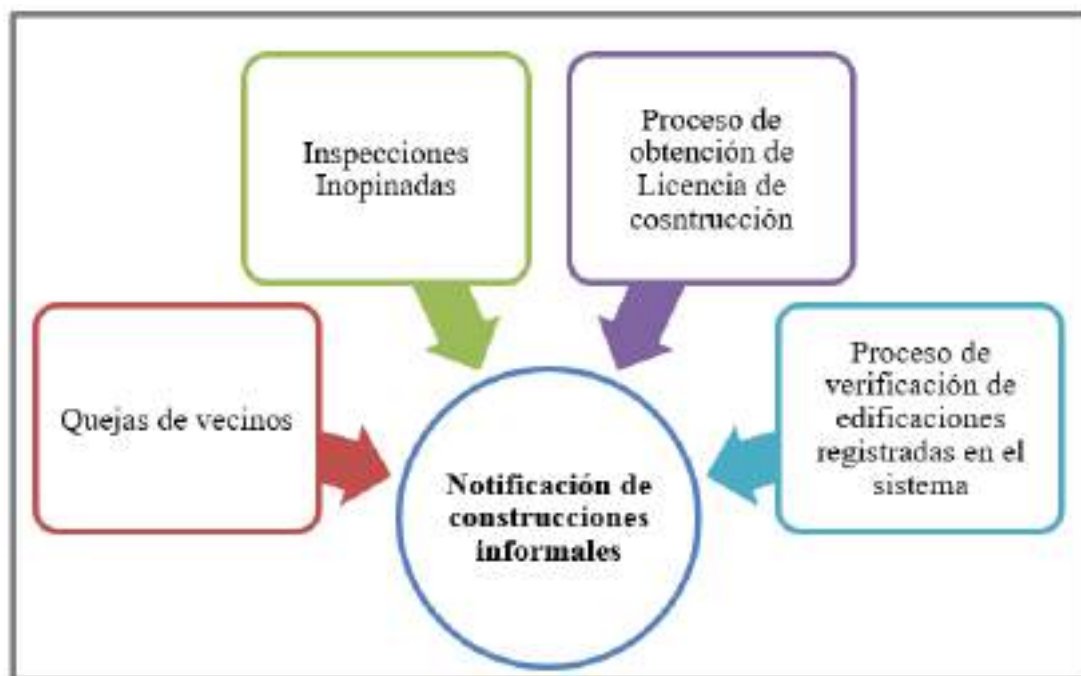 Inspecciones
Inopinadas
Proceso de
obtención de
Licencia de
cosntrucción
Quejas de vecinos
Proceso de
verificación de
edificaciones
registradas en el
sistema
Notificación de
construcciones
informales